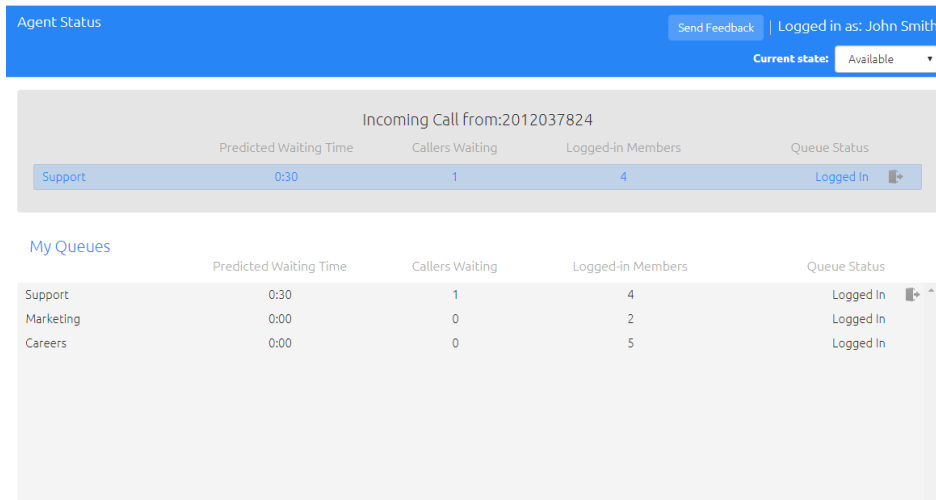 Agent Status
Send Feedback | Logged in as: John Smith
Current state: Available
Incoming Call from:2012037824
Predicted Waiting Time Callers Waiting Logged-in Members Queue Status
Support 0:30 1 4 Logged In
My Queues
Predicted Waiting Time Callers Waiting Logged-in Members Queue Status
Support 0:30 1 4 Logged In
Marketing 0:00 0 2 Logged In
Careers 0:00 0 5 Logged In